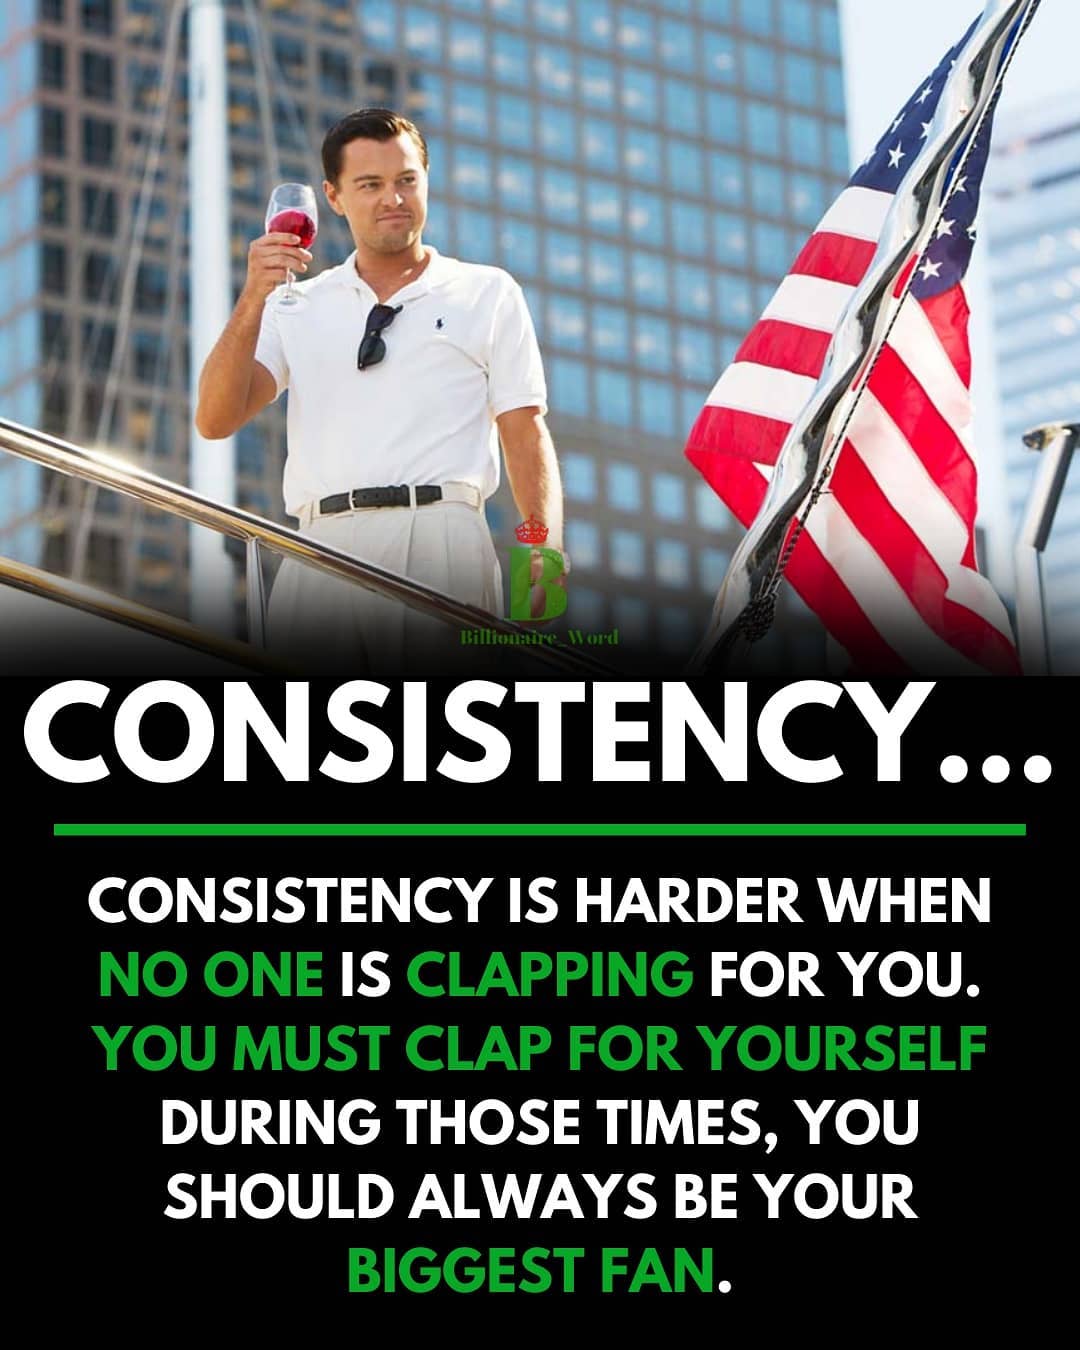 B
Billionaire_Word
CONSISTENCY...
CONSISTENCY IS HARDER WHEN
NO ONE IS CLAPPING FOR YOU.
YOU MUST CLAP FOR YOURSELF
DURING THOSE TIMES, YOU
SHOULD ALWAYS BE YOUR
BIGGEST FAN.